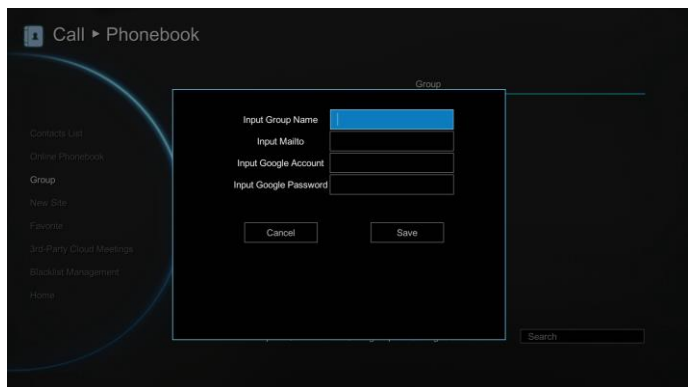 Call ▸ Phonebook
Group
Input Group Name
Input Mailto
Input Google Account
Input Google Password
Cancel
Save
Contacts List
Online Phonebook
Group
New Site
Favorite
3rd-Party Cloud Meetings
Blacklist Management
Home
Search